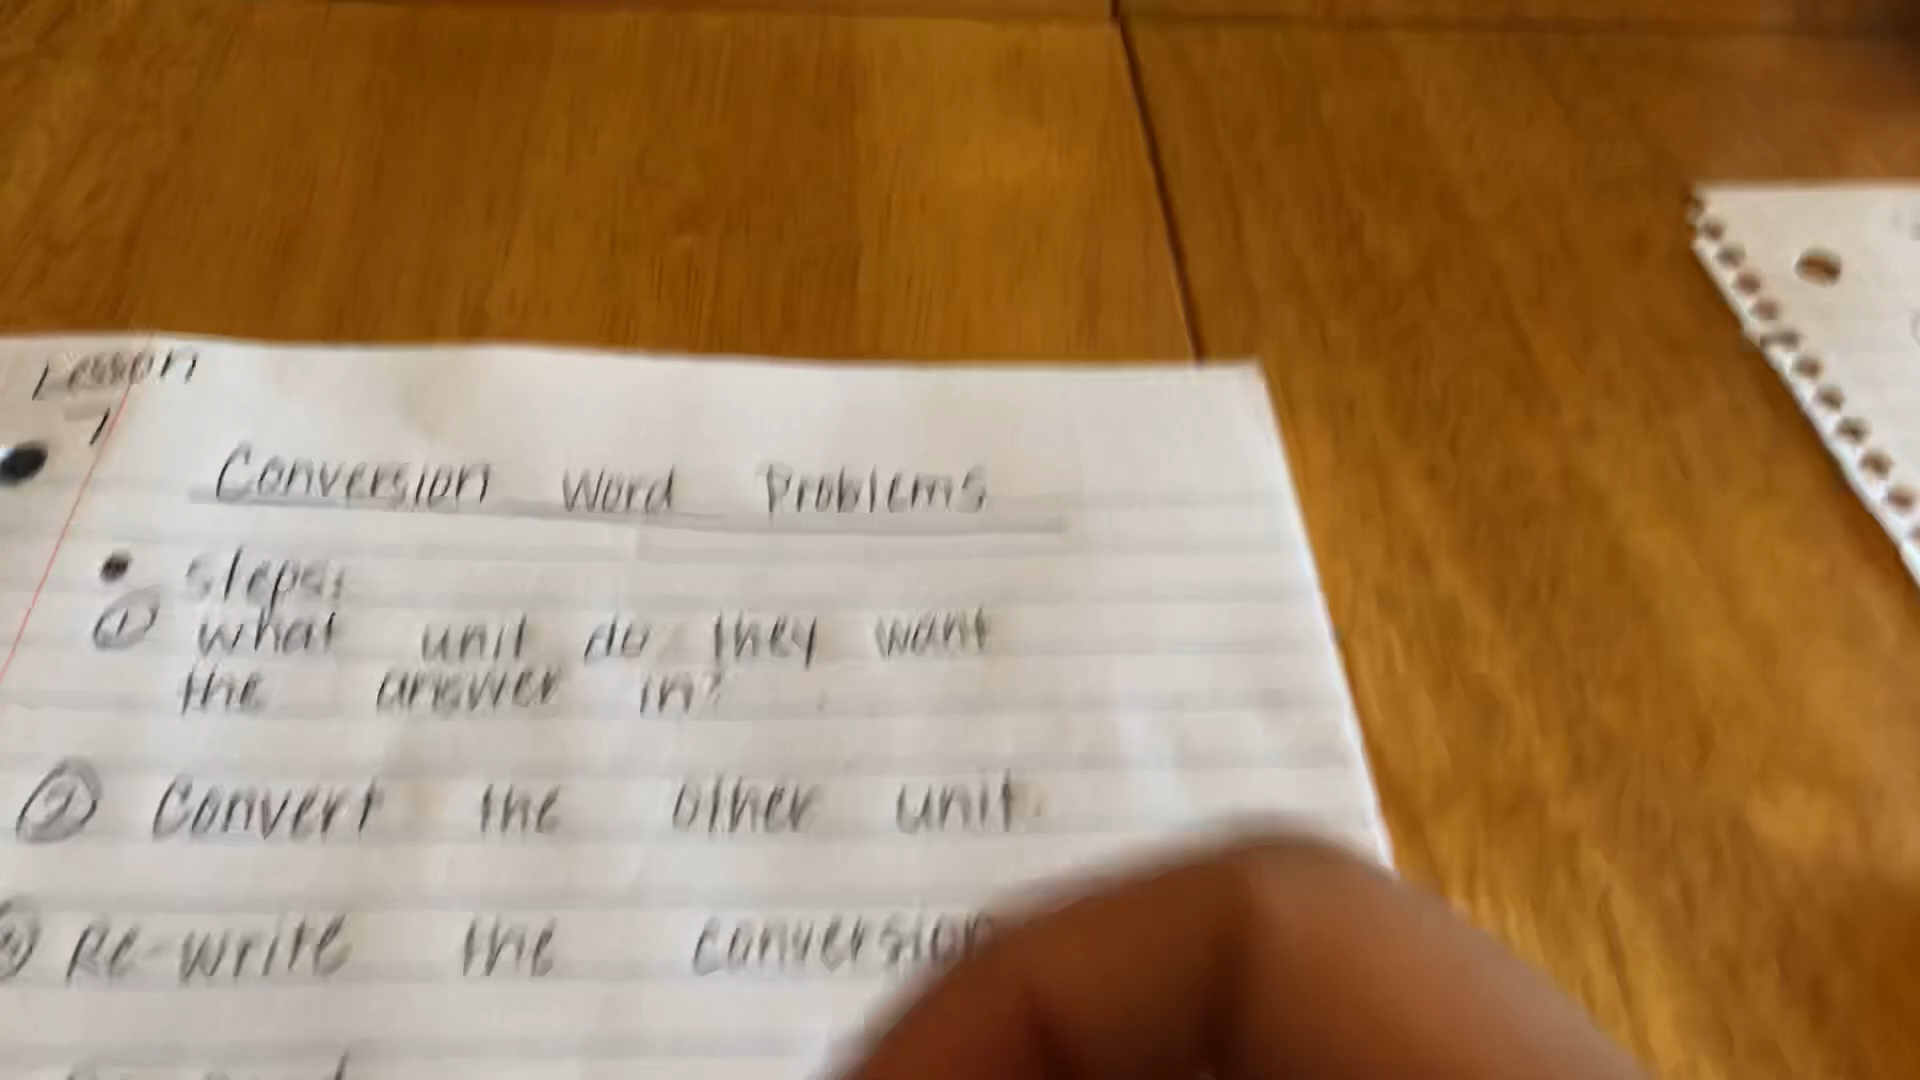 Lesson
7
Conversion Word Problems
steps:
① what unit do they want
the answer in?
② Convert the other unit.
③ Re-write the conversion